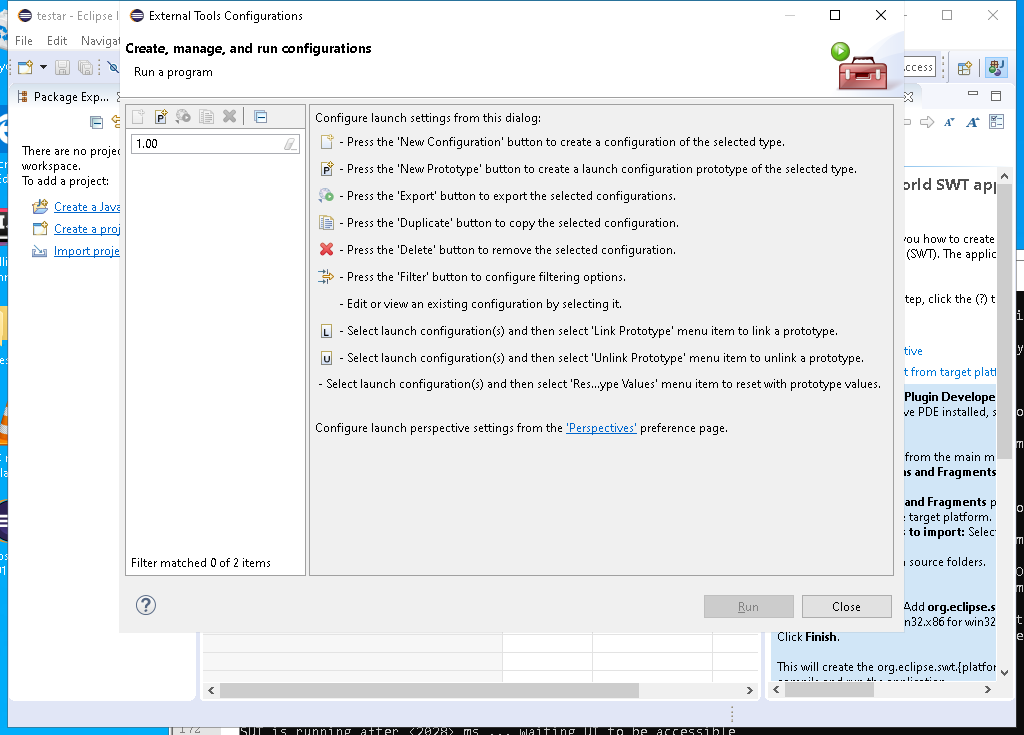 testar - Eclipse I
External Tools Configurations
File Edit Navigat
Create, manage, and run configurations
Run a program
ccess
Package Exp...
There are no projec
workspace.
To add a project:
Create a Java
Create a proj
Import proje
1.00
Filter matched 0 of 2 items
Configure launch settings from this dialog:
- Press the 'New Configuration' button to create a configuration of the selected type.
- Press the 'New Prototype' button to create a launch configuration prototype of the selected type.
- Press the 'Export' button to export the selected configurations.
- Press the 'Duplicate' button to copy the selected configuration.
- Press the 'Delete' button to remove the selected configuration.
- Press the 'Filter' button to configure filtering options.
- Edit or view an existing configuration by selecting it.
L - Select launch configuration(s) and then select 'Link Prototype' menu item to link a prototype.
U - Select launch configuration(s) and then select 'Unlink Prototype' menu item to unlink a prototype.
- Select launch configuration(s) and then select 'Res...ype Values' menu item to reset with prototype values.
Configure launch perspective settings from the 'Perspectives' preference page.
Run
Close
orld SWT app
you how to create
(SWT). The applic
tep, click the (?) t
tive
t from target platf
Plugin Develope
ve PDE installed, s
from the main m
ns and Fragments
and Fragments p
e target platform.
s to import: Selec
n source folders.
Add org.eclipse.s
in32.x86 for win32
Click Finish.
This will create the org.eclipse.swt.{platfor
compile and run the application
172
SUT is running after <2028> ms ... waiting UI to be accessible